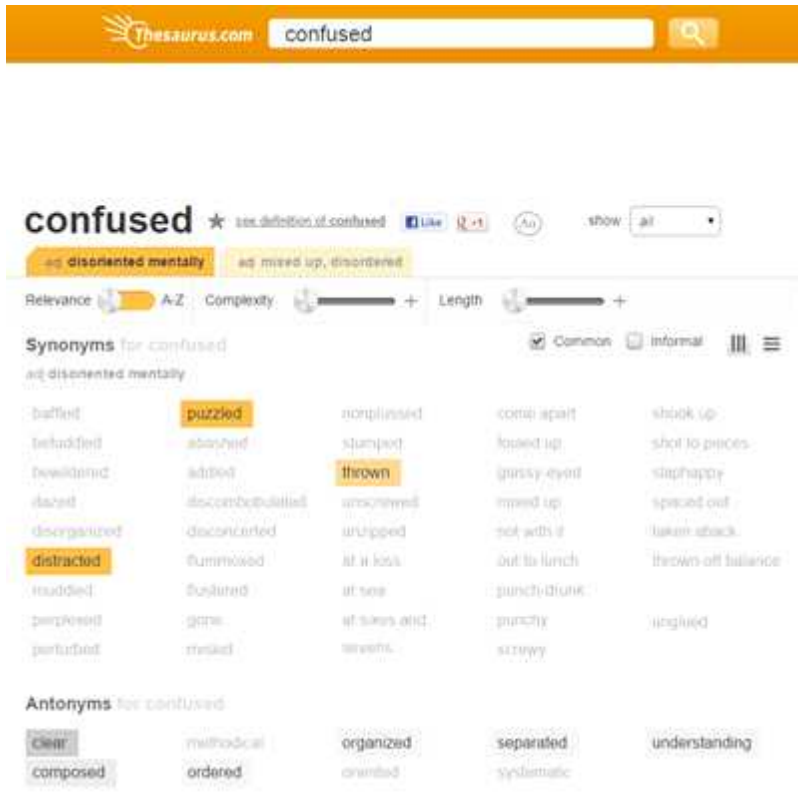 Thesaurus.com confused
confused ★ see definition of confused Like +1 show all
adj disoriented mentally adj mixed up, disordered
Relevance A-Z Complexity + Length +
Synonyms for confused Common Informal
adj disoriented mentally
baffled puzzled nonplussed come apart shook up
befuddled abashed stumped fouled up shot to pieces
bewildered addled thrown glassy-eyed slaphappy
dazed discombobulated unscrewed mixed up spaced out
disorganized disconcerted unzipped not with it taken aback
distracted flummoxed at a loss out to lunch thrown off balance
muddled flustered at sea punch-drunk
perplexed gone at sixes and punchy unglued
perturbed misled sevens screwy
Antonyms for confused
clear methodical organized separated understanding
composed ordered oriented systematic